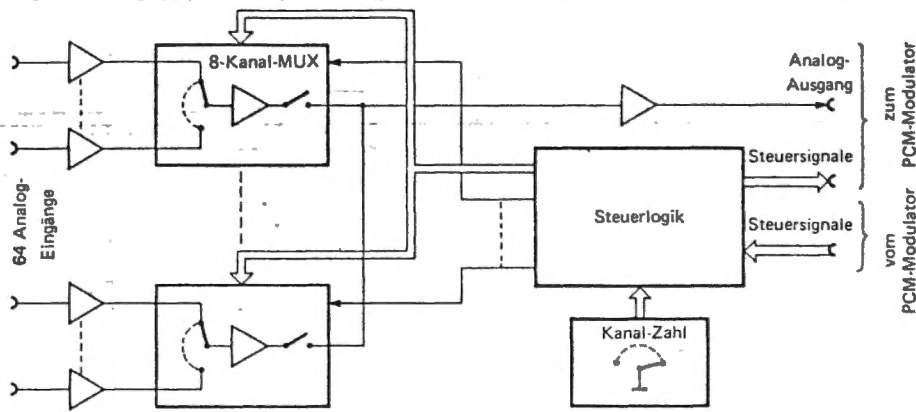 8-Kanal-MUX
Analog-
Ausgang
zum
PCM-Modulator
Steuersignale
64 Analog-
Eingänge
Steuerlogik
Steuersignale
vom
PCM-Modulator
Kanal-Zahl